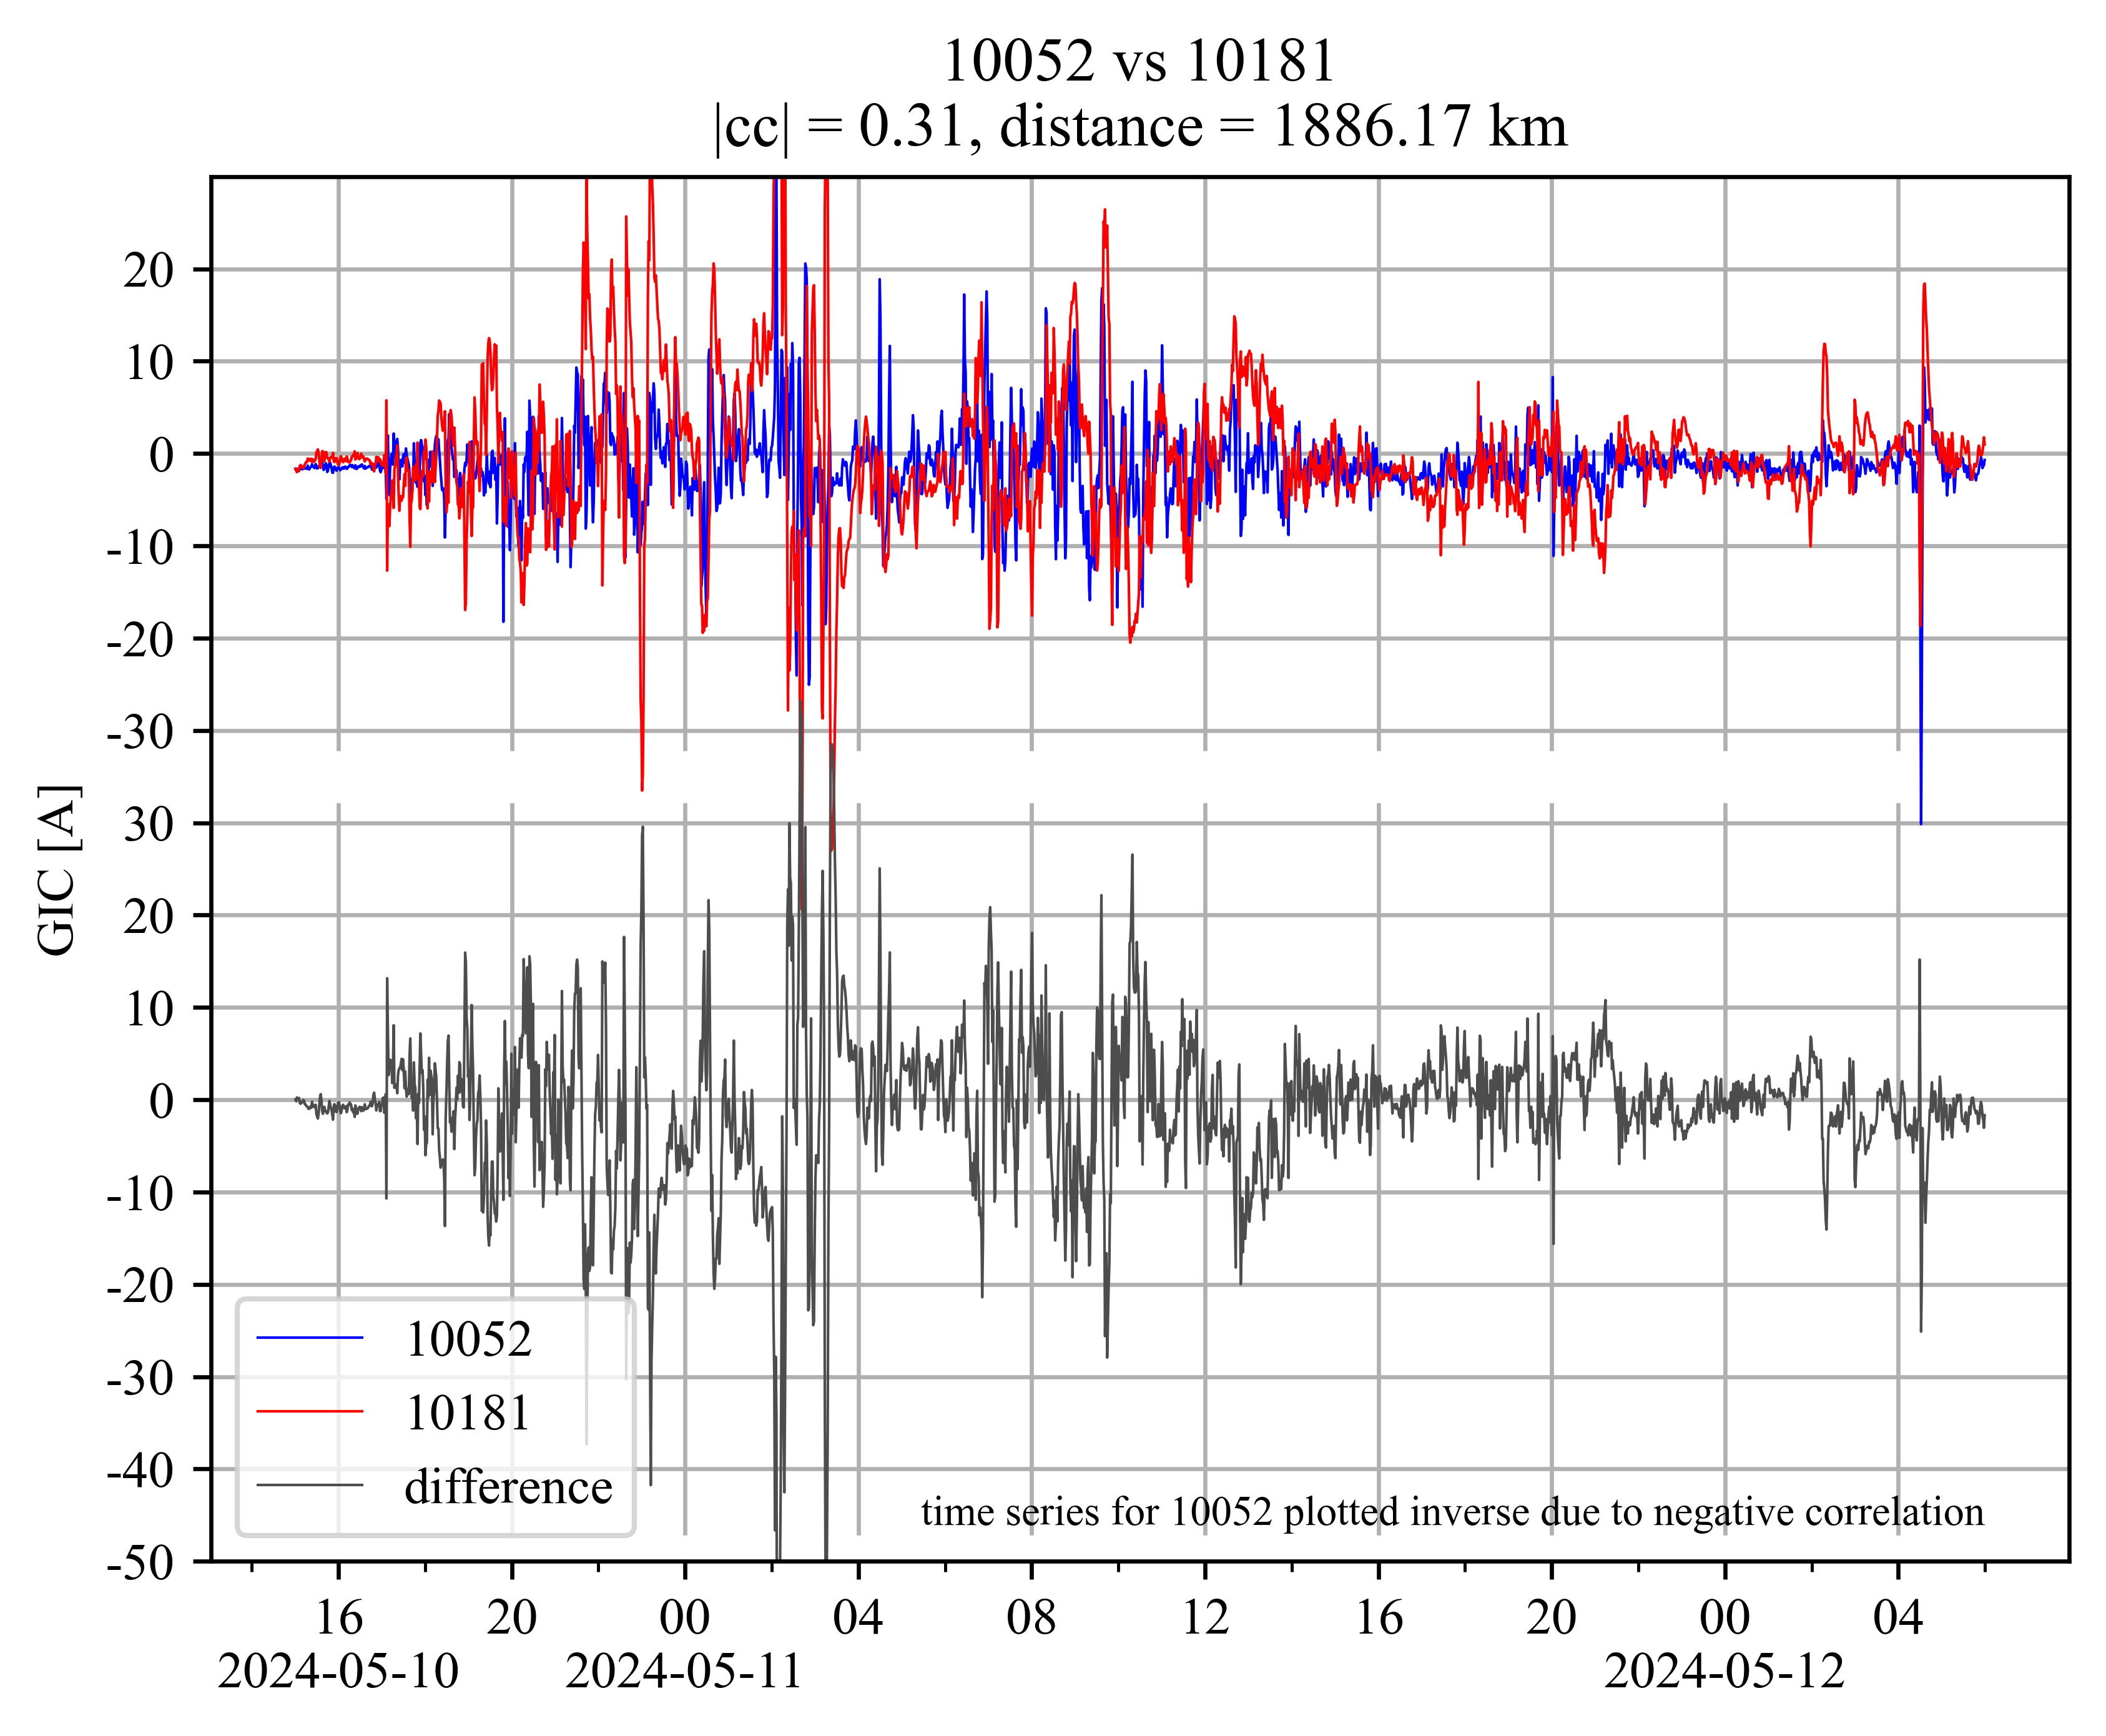 10052 vs 10181
|cc| = 0.31, distance = 1886.17 km
GIC [A]
20
10
0
-10
-20
-30
30
20
10
0
-10
-20
-30
-40
-50
10052
10181
difference
time series for 10052 plotted inverse due to negative correlation
16 20 00 04 08 12 16 20 00 04
2024-05-10 2024-05-11 2024-05-12